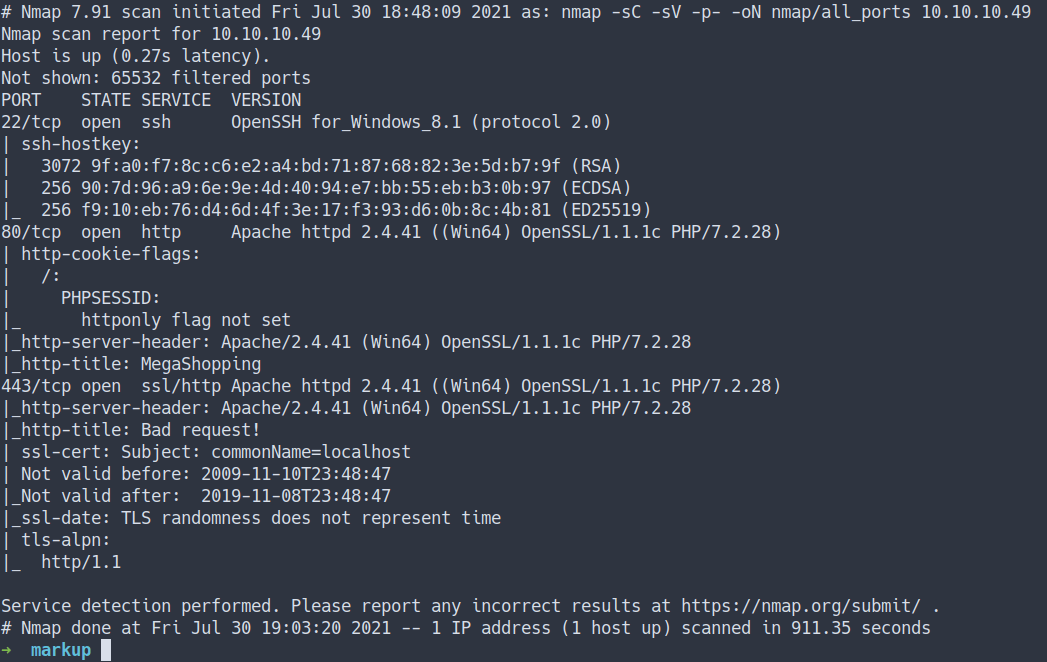 # Nmap 7.91 scan initiated Fri Jul 30 18:48:09 2021 as: nmap -sC -sV -p- -oN nmap/all_ports 10.10.10.49
Nmap scan report for 10.10.10.49
Host is up (0.27s latency).
Not shown: 65532 filtered ports
PORT    STATE SERVICE  VERSION
22/tcp  open  ssh      OpenSSH for_Windows_8.1 (protocol 2.0)
| ssh-hostkey:
|   3072 9f:a0:f7:8c:c6:e2:a4:bd:71:87:68:82:3e:5d:b7:9f (RSA)
|   256 90:7d:96:a9:6e:9e:4d:40:94:e7:bb:55:eb:b3:0b:97 (ECDSA)
|_  256 f9:10:eb:76:d4:6d:4f:3e:17:f3:93:d6:0b:8c:4b:81 (ED25519)
80/tcp  open  http     Apache httpd 2.4.41 ((Win64) OpenSSL/1.1.1c PHP/7.2.28)
| http-cookie-flags:
|   /:
|     PHPSESSID:
|_      httponly flag not set
|_http-server-header: Apache/2.4.41 (Win64) OpenSSL/1.1.1c PHP/7.2.28
|_http-title: MegaShopping
443/tcp open  ssl/http Apache httpd 2.4.41 ((Win64) OpenSSL/1.1.1c PHP/7.2.28)
|_http-server-header: Apache/2.4.41 (Win64) OpenSSL/1.1.1c PHP/7.2.28
|_http-title: Bad request!
| ssl-cert: Subject: commonName=localhost
| Not valid before: 2009-11-10T23:48:47
|_Not valid after:  2019-11-08T23:48:47
|_ssl-date: TLS randomness does not represent time
| tls-alpn:
|_  http/1.1
Service detection performed. Please report any incorrect results at https://nmap.org/submit/ .
# Nmap done at Fri Jul 30 19:03:20 2021 -- 1 IP address (1 host up) scanned in 911.35 seconds
→ markup